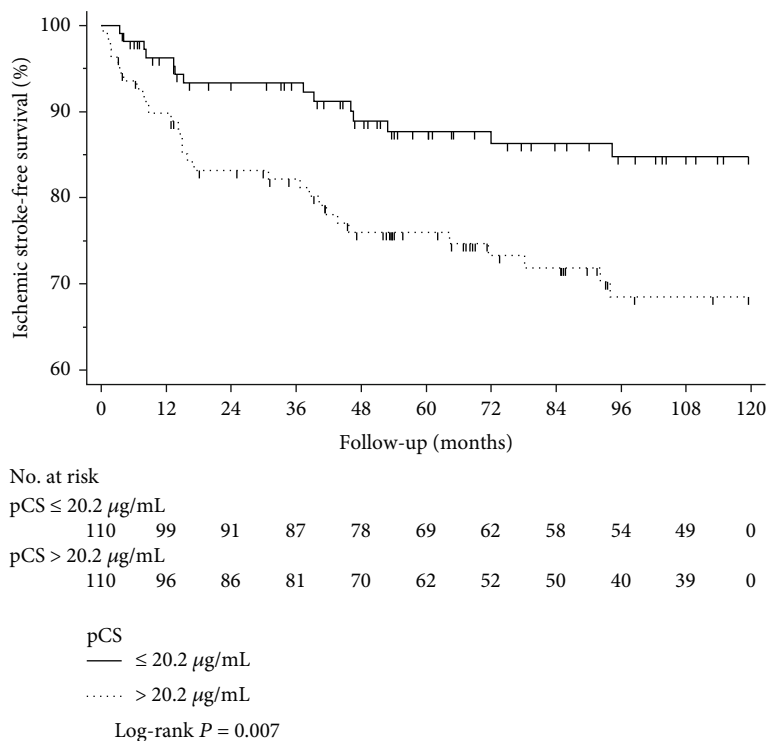 Ischemic stroke-free survival (%)
100
90
80
70
60
0 12 24 36 48 60 72 84 96 108 120
Follow-up (months)
No. at risk
pCS ≤ 20.2 μg/mL
110 99 91 87 78 69 62 58 54 49 0
pCS > 20.2 μg/mL
110 96 86 81 70 62 52 50 40 39 0
pCS
≤ 20.2 μg/mL
> 20.2 μg/mL
Log-rank P = 0.007